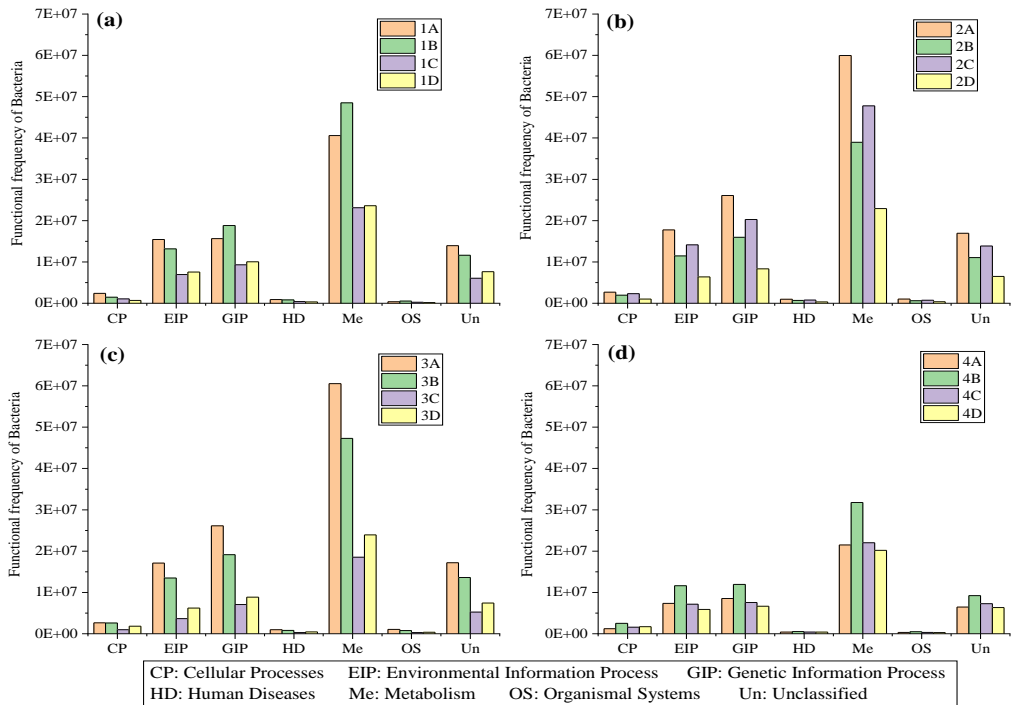 (a)
1A
1B
1C
1D
Functional frequency of Bacteria
7E+07
6E+07
5E+07
4E+07
3E+07
2E+07
1E+07
0E+00
CP EIP GIP HD Me OS Un
(b)
2A
2B
2C
2D
Functional frequency of Bacteria
7E+07
6E+07
5E+07
4E+07
3E+07
2E+07
1E+07
0E+00
CP EIP GIP HD Me OS Un
(c)
3A
3B
3C
3D
Functional frequency of Bacteria
7E+07
6E+07
5E+07
4E+07
3E+07
2E+07
1E+07
0E+00
CP EIP GIP HD Me OS Un
(d)
4A
4B
4C
4D
Functional frequency of Bacteria
7E+07
6E+07
5E+07
4E+07
3E+07
2E+07
1E+07
0E+00
CP EIP GIP HD Me OS Un
CP: Cellular Processes EIP: Environmental Information Process GIP: Genetic Information Process
HD: Human Diseases Me: Metabolism OS: Organismal Systems Un: Unclassified